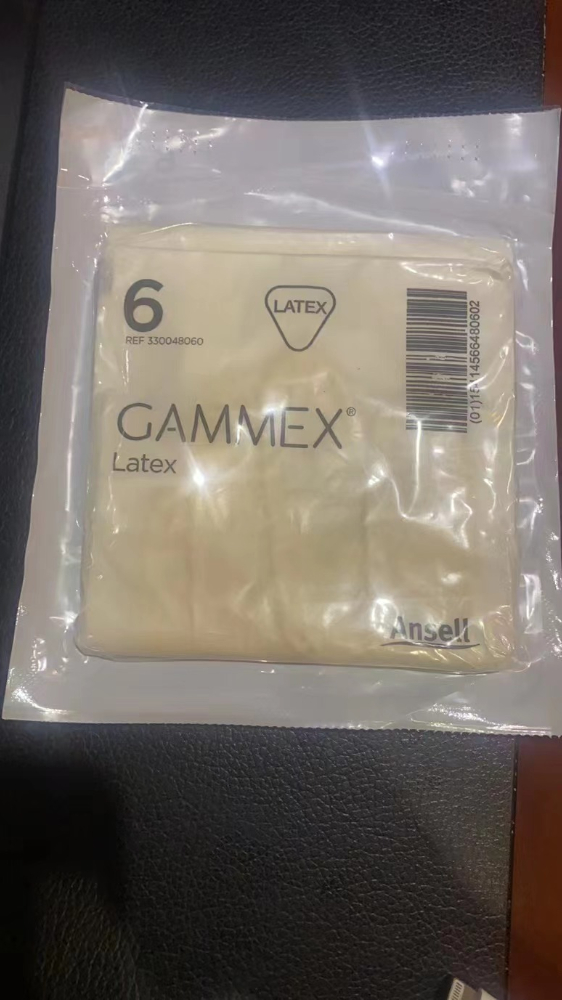 6
REF 330048060
LATEX
GAMMEX®
Latex
Ansell